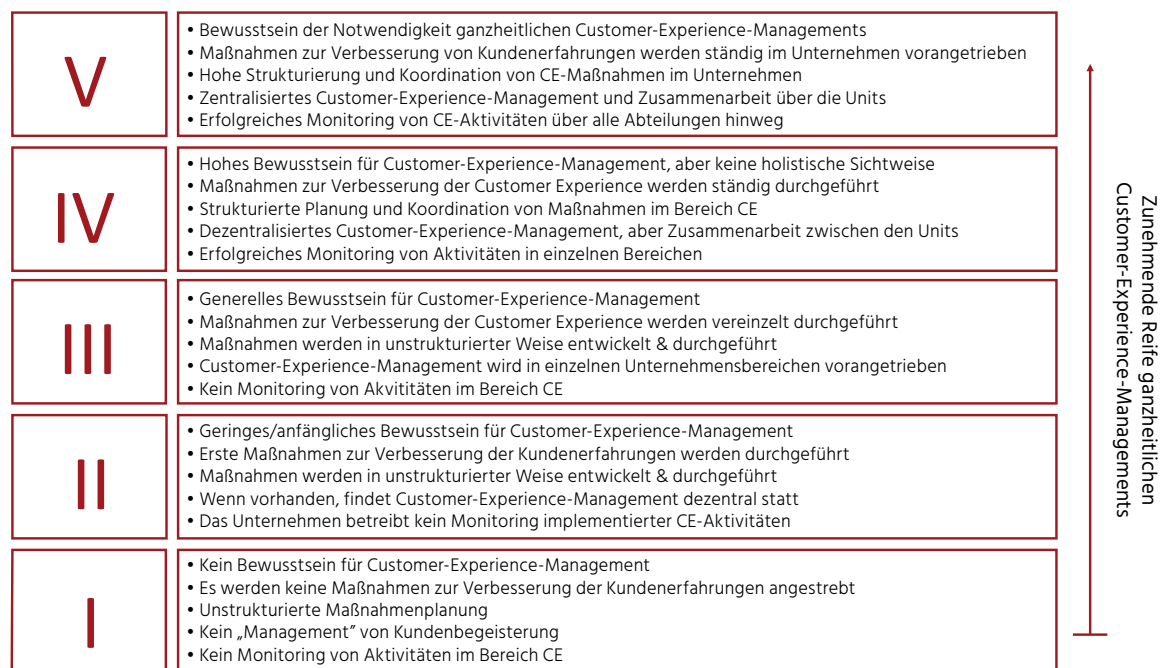 V
• Bewusstsein der Notwendigkeit ganzheitlichen Customer-Experience-Managements
• Maßnahmen zur Verbesserung von Kundenerfahrungen werden ständig im Unternehmen vorangetrieben
• Hohe Strukturierung und Koordination von CE-Maßnahmen im Unternehmen
• Zentralisiertes Customer-Experience-Management und Zusammenarbeit über die Units
• Erfolgreiches Monitoring von CE-Aktivitäten über alle Abteilungen hinweg
IV
• Hohes Bewusstsein für Customer-Experience-Management, aber keine holistische Sichtweise
• Maßnahmen zur Verbesserung der Customer Experience werden ständig durchgeführt
• Strukturierte Planung und Koordination von Maßnahmen im Bereich CE
• Dezentralisiertes Customer-Experience-Management, aber Zusammenarbeit zwischen den Units
• Erfolgreiches Monitoring von Aktivitäten in einzelnen Bereichen
III
• Generelles Bewusstsein für Customer-Experience-Management
• Maßnahmen zur Verbesserung der Customer Experience werden vereinzelt durchgeführt
• Maßnahmen werden in unstrukturierter Weise entwickelt & durchgeführt
• Customer-Experience-Management wird in einzelnen Unternehmensbereichen vorangetrieben
• Kein Monitoring von Akvititäten im Bereich CE
II
• Geringes/anfängliches Bewusstsein für Customer-Experience-Management
• Erste Maßnahmen zur Verbesserung der Kundenerfahrungen werden durchgeführt
• Maßnahmen werden in unstrukturierter Weise entwickelt & durchgeführt
• Wenn vorhanden, findet Customer-Experience-Management dezentral statt
• Das Unternehmen betreibt kein Monitoring implementierter CE-Aktivitäten
I
• Kein Bewusstsein für Customer-Experience-Management
• Es werden keine Maßnahmen zur Verbesserung der Kundenerfahrungen angestrebt
• Unstrukturierte Maßnahmenplanung
• Kein „Management" von Kundenbegeisterung
• Kein Monitoring von Aktivitäten im Bereich CE
Zunehmende Reife ganzheitlichen
Customer-Experience-Managements